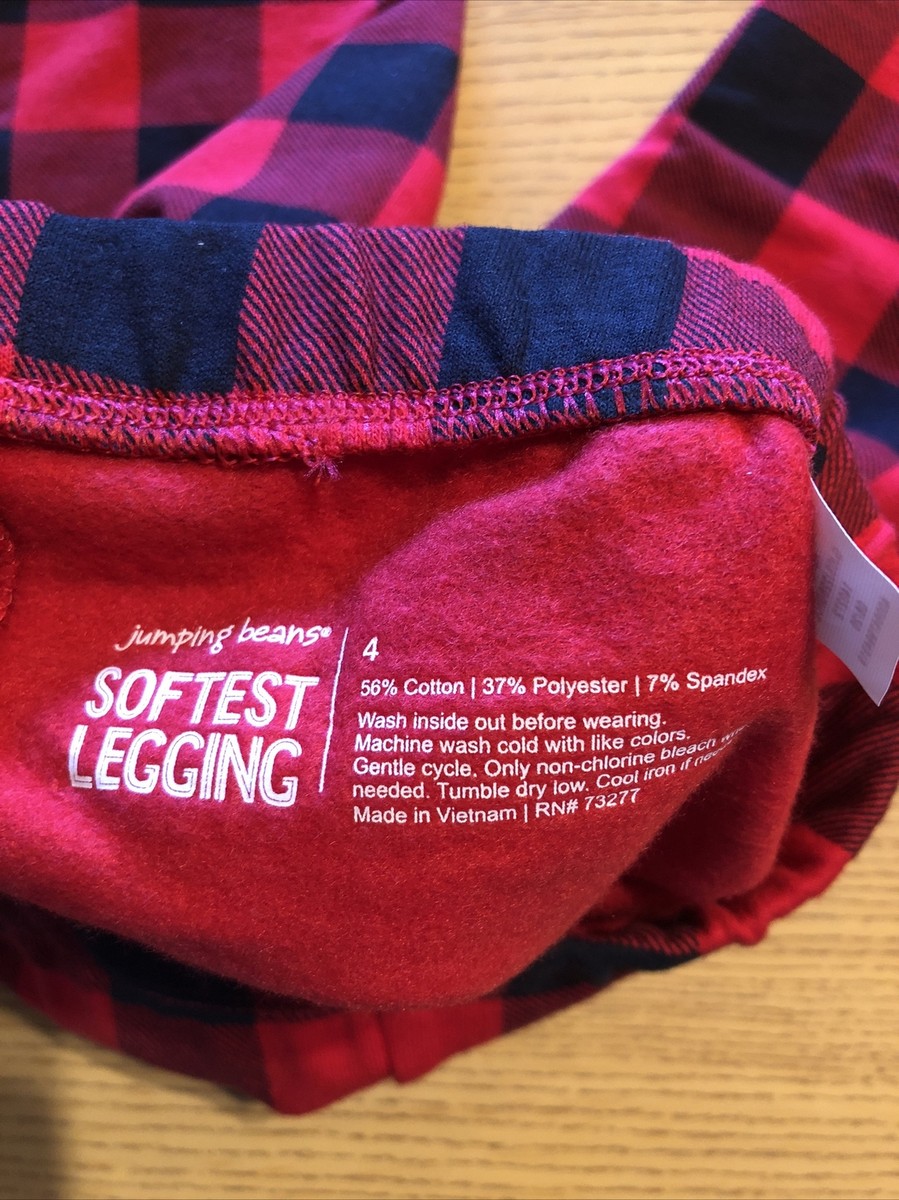 jumping beans®
SOFTEST
LEGGING
4
56% Cotton | 37% Polyester | 7% Spandex
Wash inside out before wearing.
Machine wash cold with like colors.
Gentle cycle. Only non-chlorine bleach
needed. Tumble dry low. Cool iron if
Made in Vietnam | RN# 73277